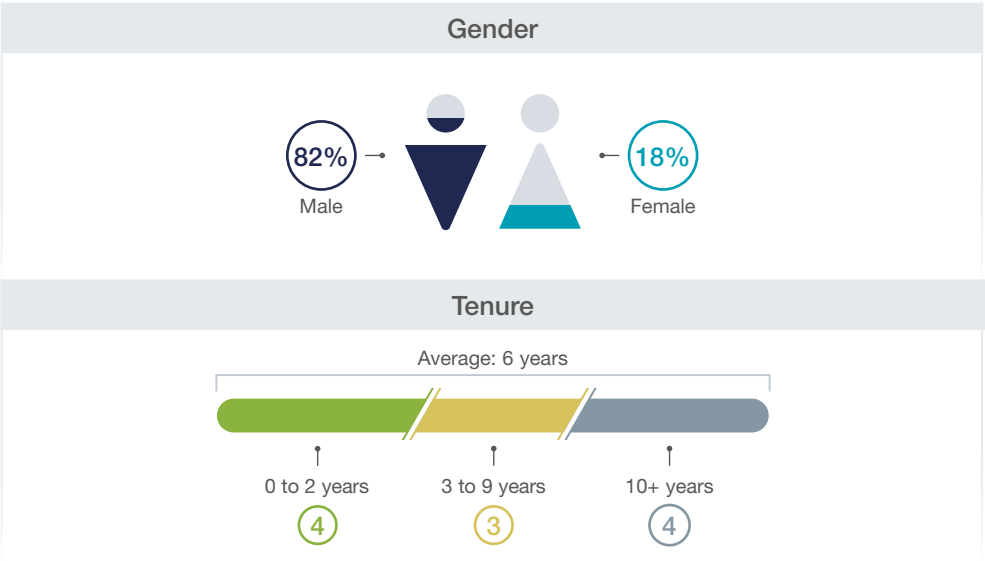 Gender
82%
18%
Male
Female
Tenure
Average: 6 years
0 to 2 years
3 to 9 years
10+ years
4
3
4